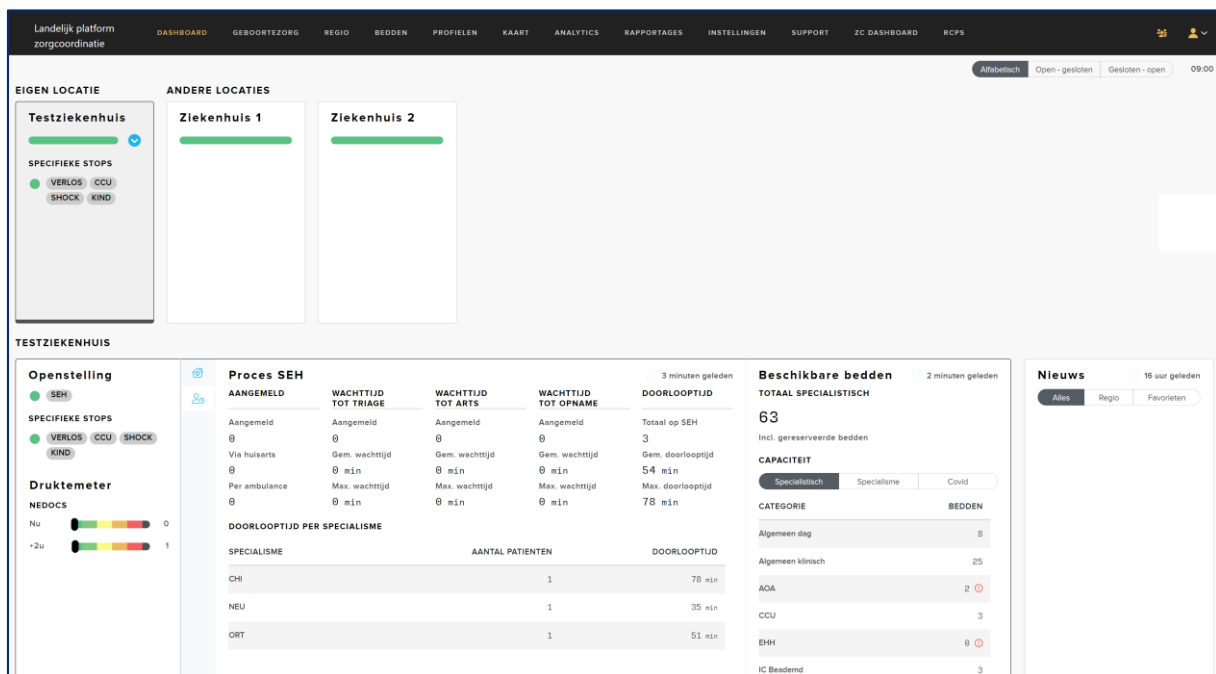 Landelijk platform
zorgcoordinatie
DASHBOARD GEBOORTEZORG REGIO BEDDEN PROFIELEN KAART ANALYTICS RAPPORTAGES INSTELLINGEN SUPPORT ZC DASHBOARD RCPS
Alfabetisch Open - gesloten Gesloten - open 09:00
EIGEN LOCATIE ANDERE LOCATIES
Testziekenhuis Ziekenhuis 1 Ziekenhuis 2
SPECIFIEKE STOPS
VERLOS CCU
SHOCK KIND
TESTZIEKENHUIS
Openstelling
SEH
SPECIFIEKE STOPS
VERLOS CCU SHOCK
KIND
Druktemeter
NEDOCS
Nu 0
+2u 1
Proces SEH 3 minuten geleden
AANGEMELD WACHTTIJD TOT TRIAGE WACHTTIJD TOT ARTS WACHTTIJD TOT OPNAME DOORLOOPTIJD
Aangemeld Aangemeld Aangemeld Aangemeld Totaal op SEH
0 0 0 0 3
Via huisarts Gem. wachttijd Gem. wachttijd Gem. wachttijd Gem. doorlooptijd
0 0 min 0 min 0 min 54 min
Per ambulance Max. wachttijd Max. wachttijd Max. wachttijd Max. doorlooptijd
0 0 min 0 min 0 min 78 min
DOORLOOPTIJD PER SPECIALISME
SPECIALISME AANTAL PATIENTEN DOORLOOPTIJD
CHI 1 78 min
NEU 1 35 min
ORT 1 51 min
Beschikbare bedden 2 minuten geleden
TOTAAL SPECIALISTISCH
63
Incl. gereserveerde bedden
CAPACITEIT
Specialistisch Specialisme Covid
CATEGORIE BEDDEN
Algemeen dag 8
Algemeen klinisch 25
AOA 2
CCU 3
EHH 0
IC Beademd 3
Nieuws 16 uur geleden
Alles Regio Favorieten